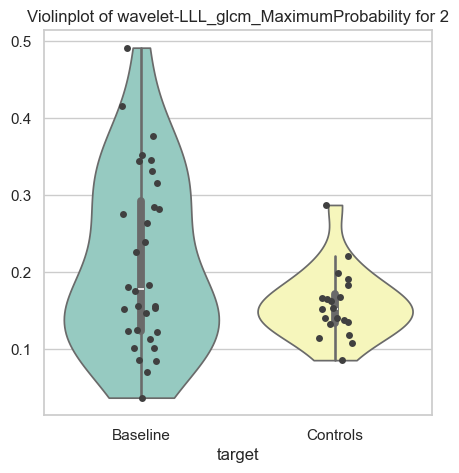 Violinplot of wavelet-LLL_glcm_MaximumProbability for 2
0.5
0.4
0.3
0.2
0.1
Baseline Controls
target